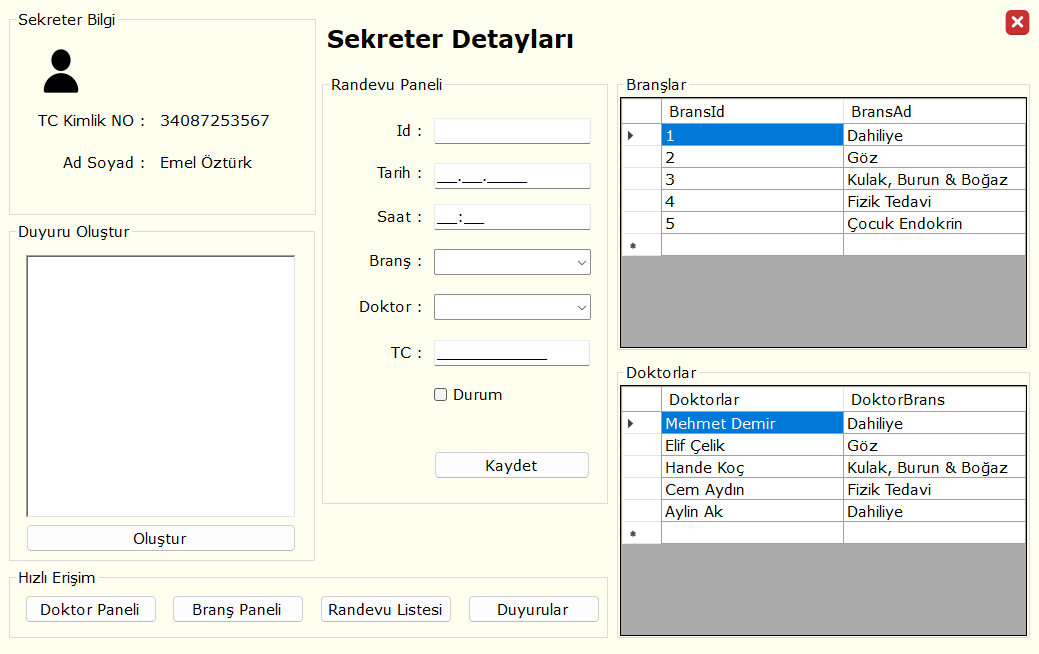 Sekreter Bilgi
TC Kimlik NO : 34087253567
Ad Soyad : Emel Öztürk
Duyuru Oluştur
Oluştur
Sekreter Detayları
Randevu Paneli
Id :
Tarih : __.__.____
Saat : __:__
Branş :
Doktor :
TC : ___________
Durum
Kaydet
Hızlı Erişim
Doktor Paneli Branş Paneli Randevu Listesi Duyurular
Branşlar
BransId BransAd
1 Dahiliye
2 Göz
3 Kulak, Burun & Boğaz
4 Fizik Tedavi
5 Çocuk Endokrin
Doktorlar
Doktorlar DoktorBrans
Mehmet Demir Dahiliye
Elif Çelik Göz
Hande Koç Kulak, Burun & Boğaz
Cem Aydın Fizik Tedavi
Aylin Ak Dahiliye